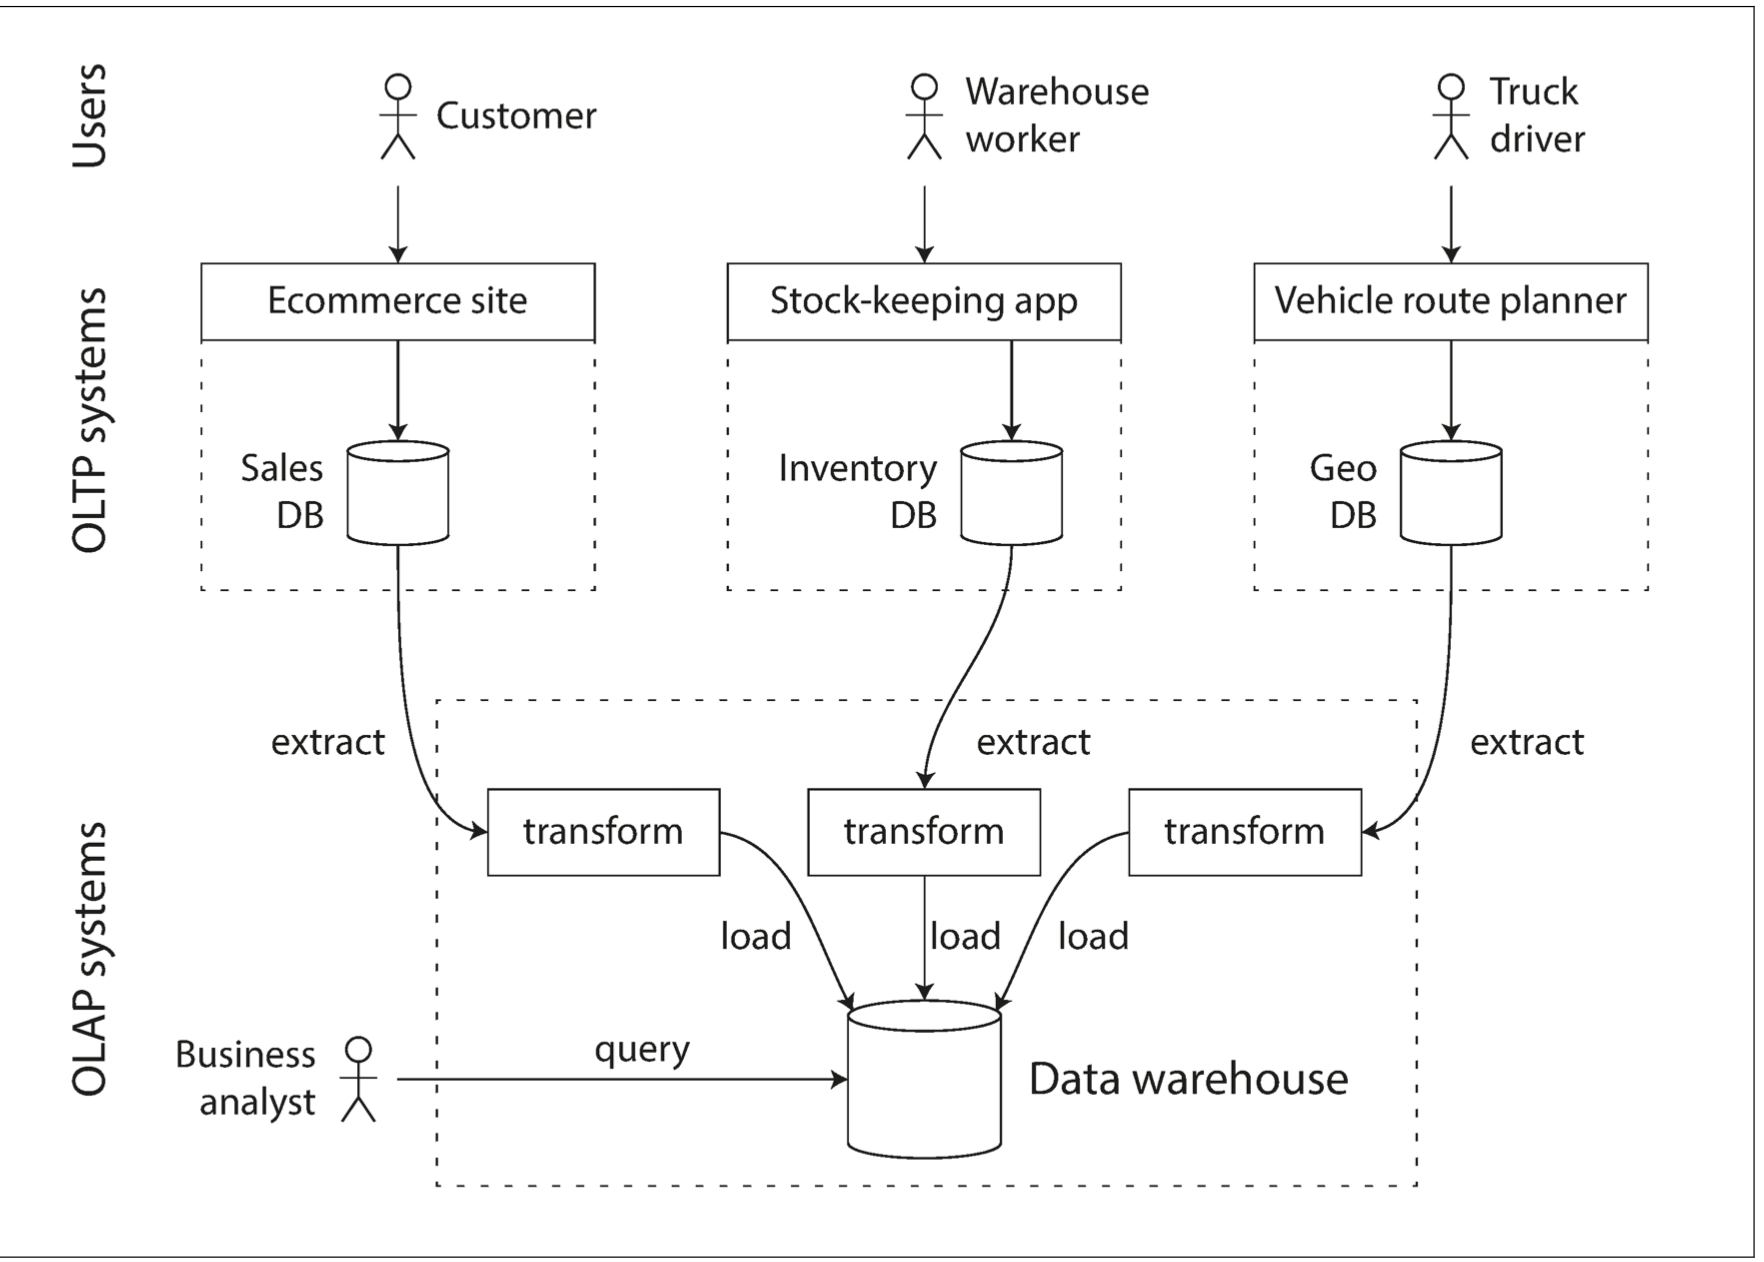 Users
Customer
Warehouse
worker
Truck
driver
OLTP systems
Ecommerce site
Stock-keeping app
Vehicle route planner
Sales
DB
Inventory
DB
Geo
DB
extract
extract
extract
OLAP systems
transform
transform
transform
load
load
load
Business
analyst
query
Data warehouse